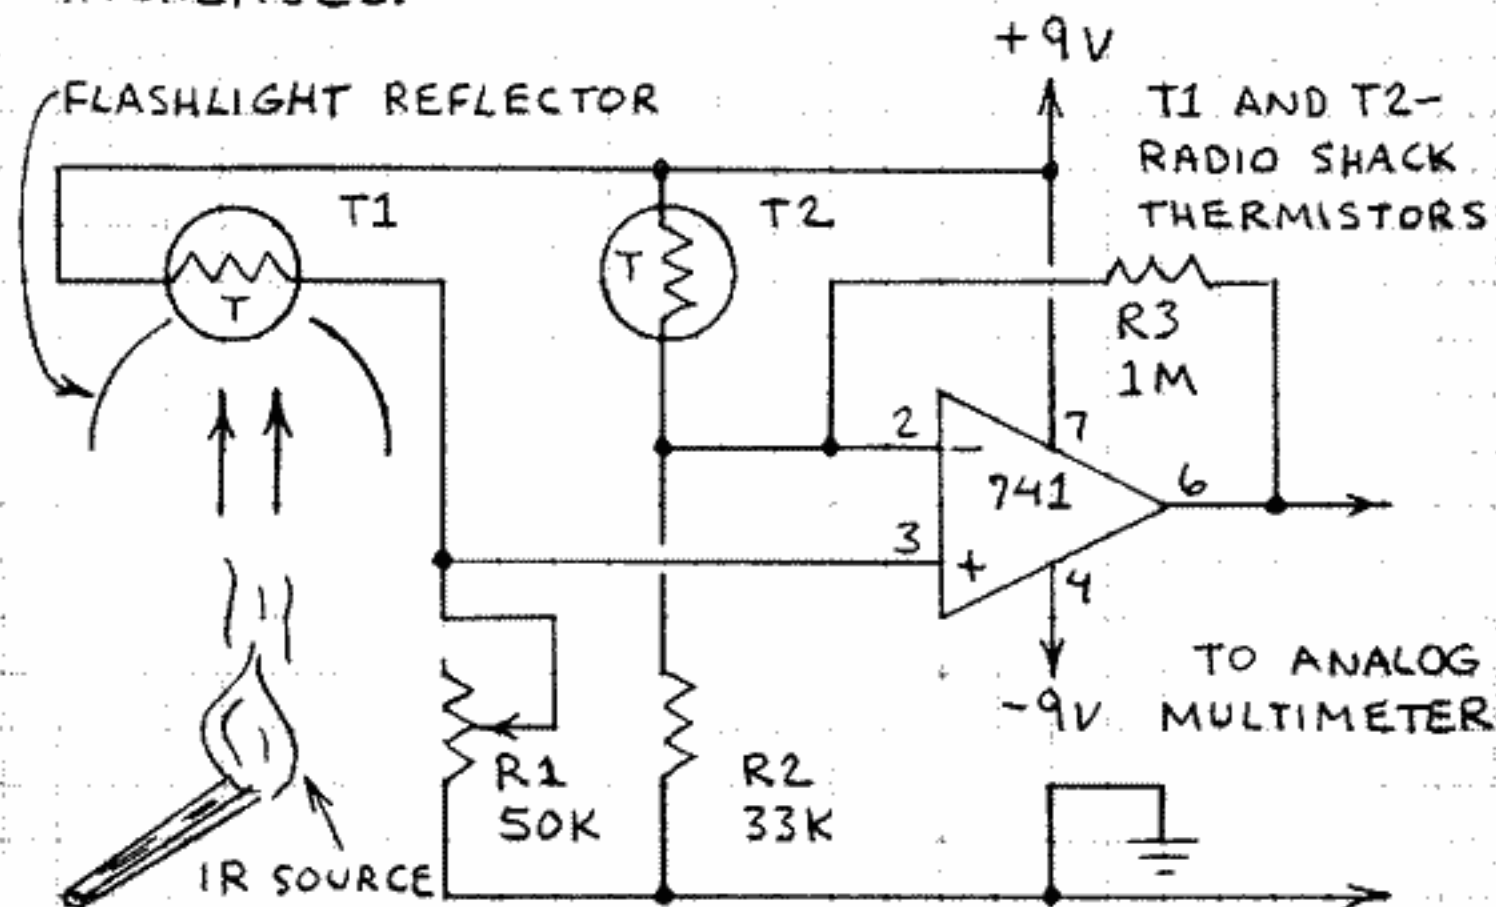 +9V
FLASHLIGHT REFLECTOR
T1 AND T2-
RADIO SHACK
THERMISTORS
T1
T2
T
T
R3
1M
2
-
7
741
6
3
+
4
TO ANALOG
MULTIMETER
-9V
R1
50K
R2
33K
IR SOURCE